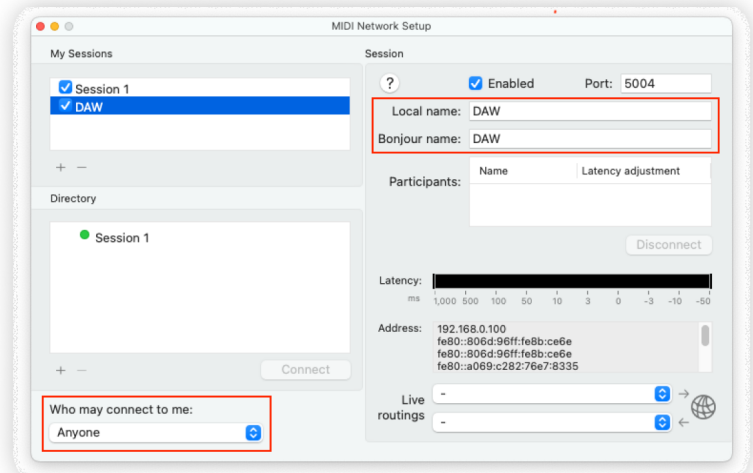 MIDI Network Setup
My Sessions
Session 1
DAW
+ −
Directory
Session 1
+ −
Connect
Who may connect to me:
Anyone
Session
?
Enabled
Port: 5004
Local name: DAW
Bonjour name: DAW
Participants:
Name Latency adjustment
Disconnect
Latency:
ms 1,000 500 100 50 10 3 0 -3 -10 -50
Address:
192.168.0.100
fe80::806d:96ff:fe8b:ce6e
fe80::806d:96ff:fe8b:ce6e
fe80::a069:c282:76e7:8335
Live
routings
-
-